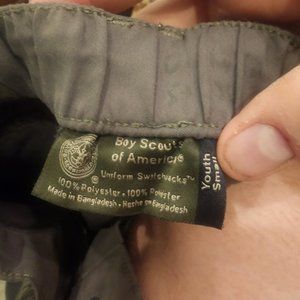 Boy Scouts
of America®
Uniform Switchbacks™
100% Polyester • 100% Poliester
Made in Bangladesh • Hecho en Bangladesh
Youth
Small